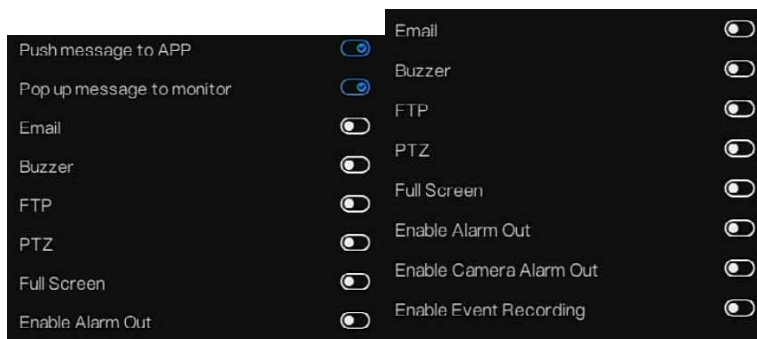 Push message to APP
Pop up message to monitor
Email
Buzzer
FTP
PTZ
Full Screen
Enable Alarm Out
Email
Buzzer
FTP
PTZ
Full Screen
Enable Alarm Out
Enable Camera Alarm Out
Enable Event Recording